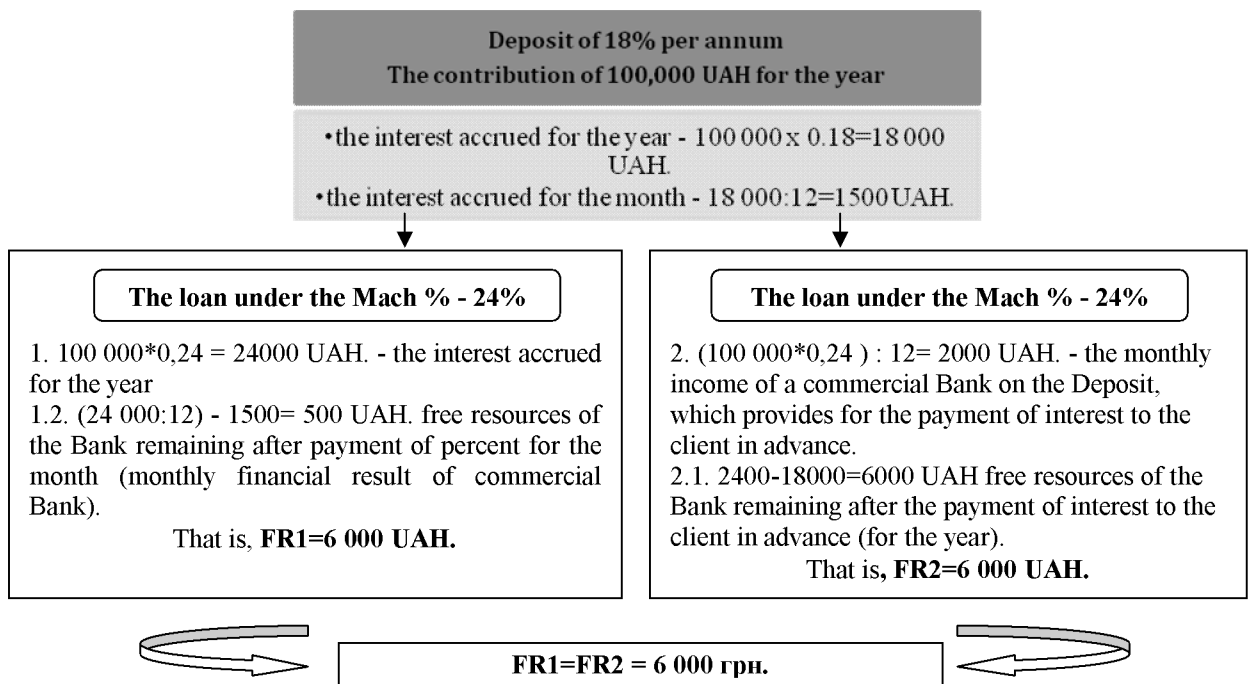 Deposit of 18% per annum
The contribution of 100,000 UAH for the year
•the interest accrued for the year - 100 000 x 0.18=18 000
UAH.
•the interest accrued for the month - 18 000:12=1500 UAH.
The loan under the Mach % - 24%
1. 100 000*0,24 = 24000 UAH. - the interest accrued
for the year
1.2. (24 000:12) - 1500= 500 UAH. free resources of
the Bank remaining after payment of percent for the
month (monthly financial result of commercial
Bank).
That is, FR1=6 000 UAH.
The loan under the Mach % - 24%
2. (100 000*0,24 ) : 12= 2000 UAH. - the monthly
income of a commercial Bank on the Deposit,
which provides for the payment of interest to the
client in advance.
2.1. 2400-18000=6000 UAH free resources of the
Bank remaining after the payment of interest to the
client in advance (for the year).
That is, FR2=6 000 UAH.
FR1=FR2 = 6 000 грн.